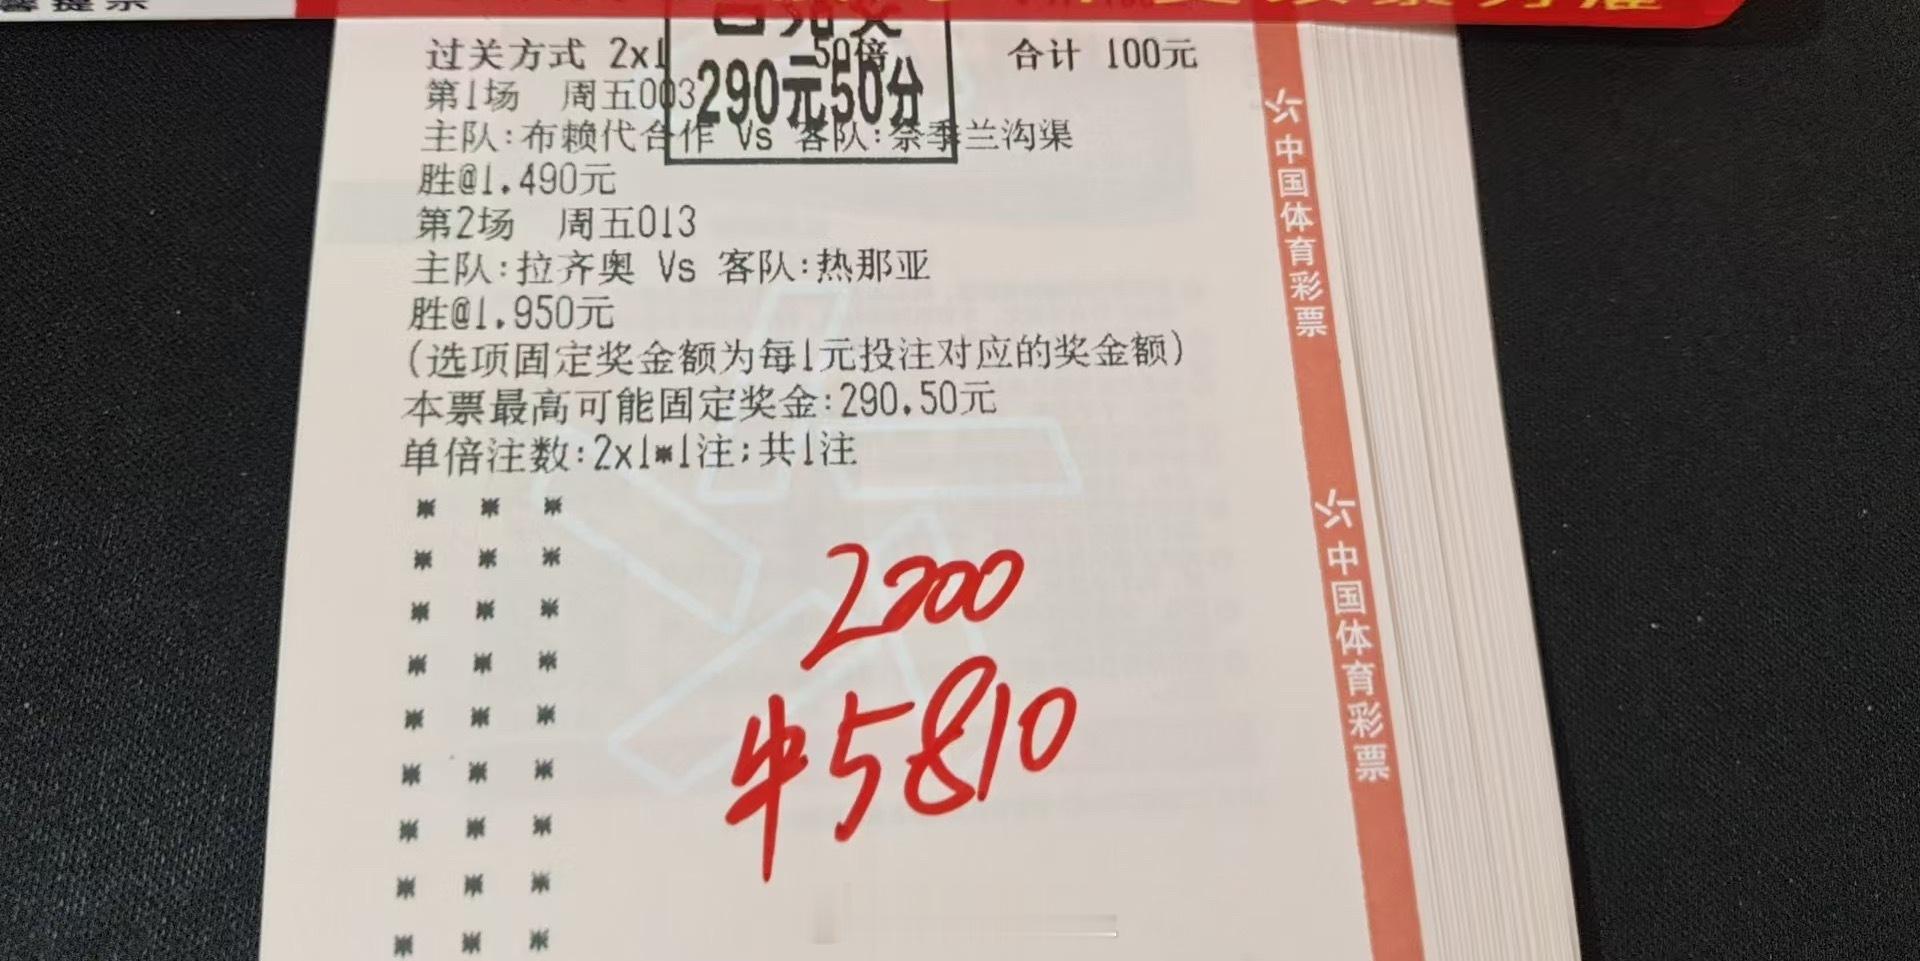 过关方式 2x1 50倍 合计 100元
290元50分
第1场 周五003
主队:布赖代合作 Vs 客队:奈季兰沟渠
胜@1.490元
第2场 周五013
主队:拉齐奥 Vs 客队:热那亚
胜@1.950元
(选项固定奖金额为每1元投注对应的奖金额)
本票最高可能固定奖金:290.50元
单倍注数:2x1*1注;共1注
2000
中5810
中国体育彩票
中国体育彩票